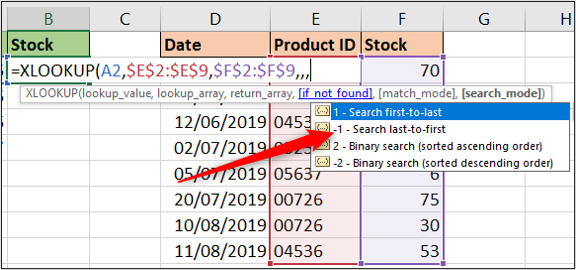 B C D E F G H
Stock Date Product ID Stock
=XLOOKUP(A2,$E$2:$E$9,$F$2:$F$9,,, 70
XLOOKUP(lookup_value, lookup_array, return_array, [if_not_found], [match_mode], [search_mode])
1 - Search first-to-last
12/06/2019 -1 - Search last-to-first
02/07/2019 2 - Binary search (sorted ascending order)
05/07/2019 05637 6 -2 - Binary search (sorted descending order)
20/07/2019 00726 75
10/08/2019 00726 30
11/08/2019 04536 53